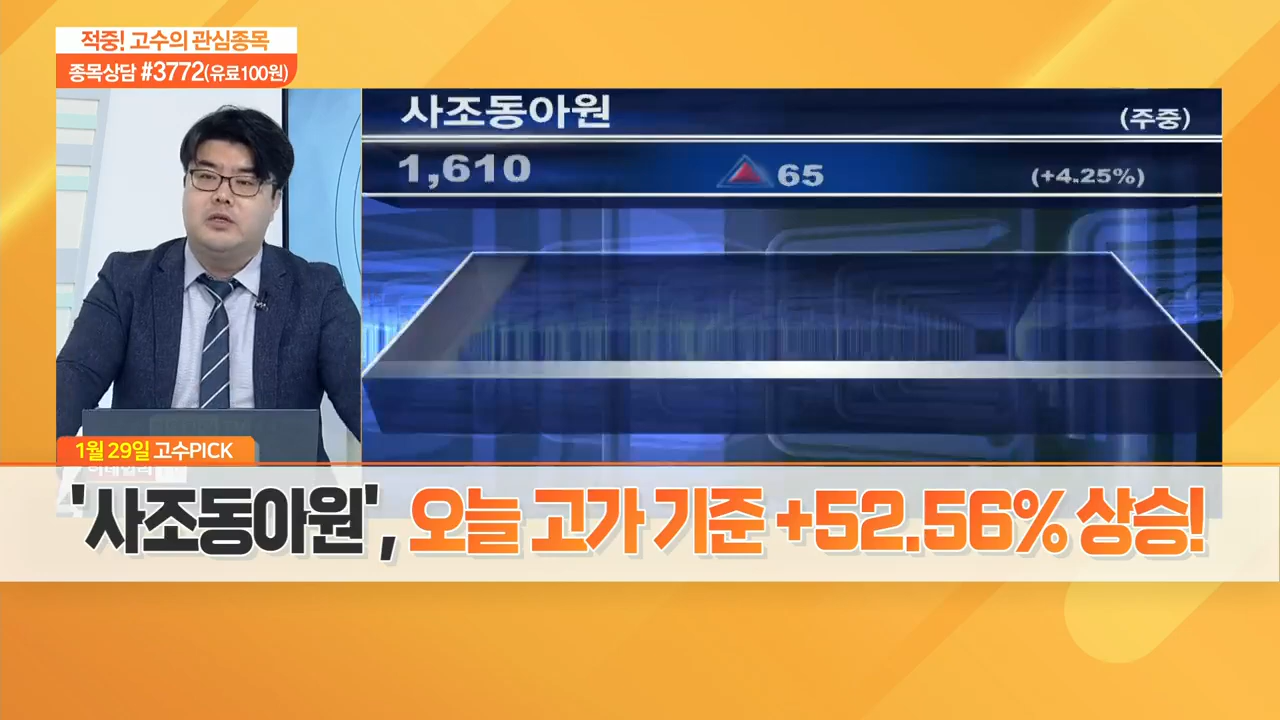 적중! 고수의 관심종목
종목상담 #3772(유료100원)
사조동아원 (주중)
1,610 ▲ 65 (+4.25%)
1월 29일 고수PICK
'사조동아원', 오늘 고가 기준 +52.56% 상승!